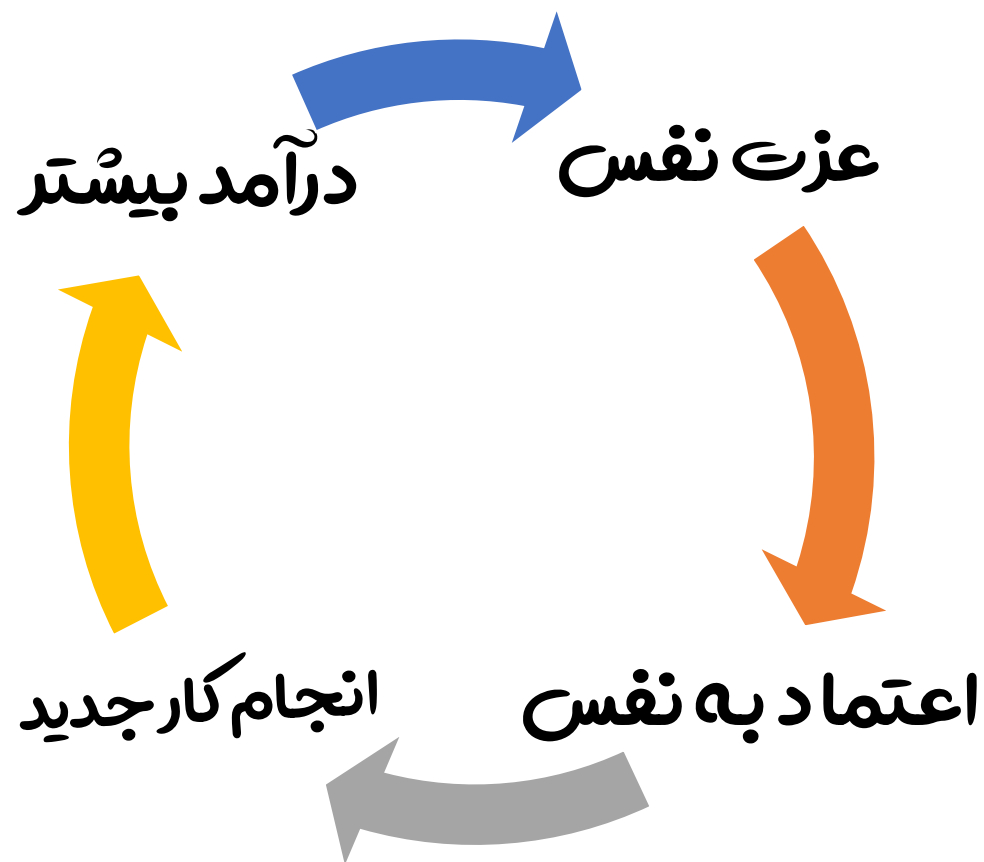 عزت نفس
درآمد بیشتر
اعتماد به نفس
انجام کار جدید